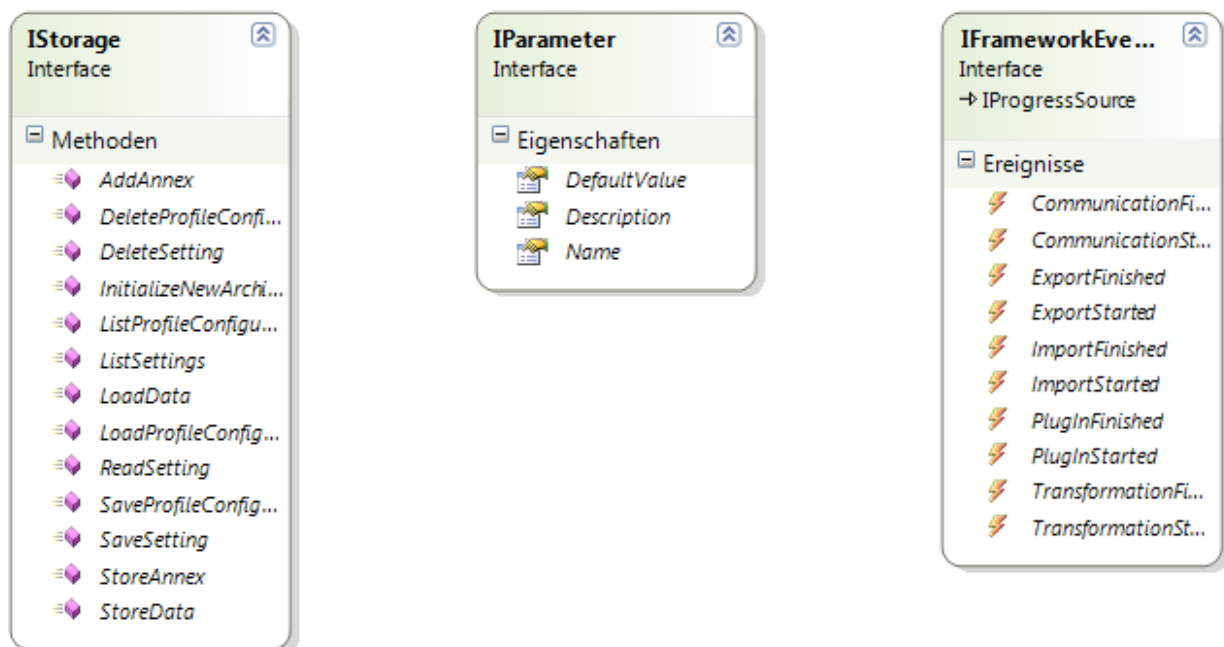 IStorage
Interface
Methoden
AddAnnex
DeleteProfileConfi...
DeleteSetting
InitializeNewArchi...
ListProfileConfigu...
ListSettings
LoadData
LoadProfileConfig...
ReadSetting
SaveProfileConfig...
SaveSetting
StoreAnnex
StoreData
IParameter
Interface
Eigenschaften
DefaultValue
Description
Name
IFrameworkEve...
Interface
IProgressSource
Ereignisse
CommunicationFi...
CommunicationSt...
ExportFinished
ExportStarted
ImportFinished
ImportStarted
PlugInFinished
PlugInStarted
TransformationFi...
TransformationSt...